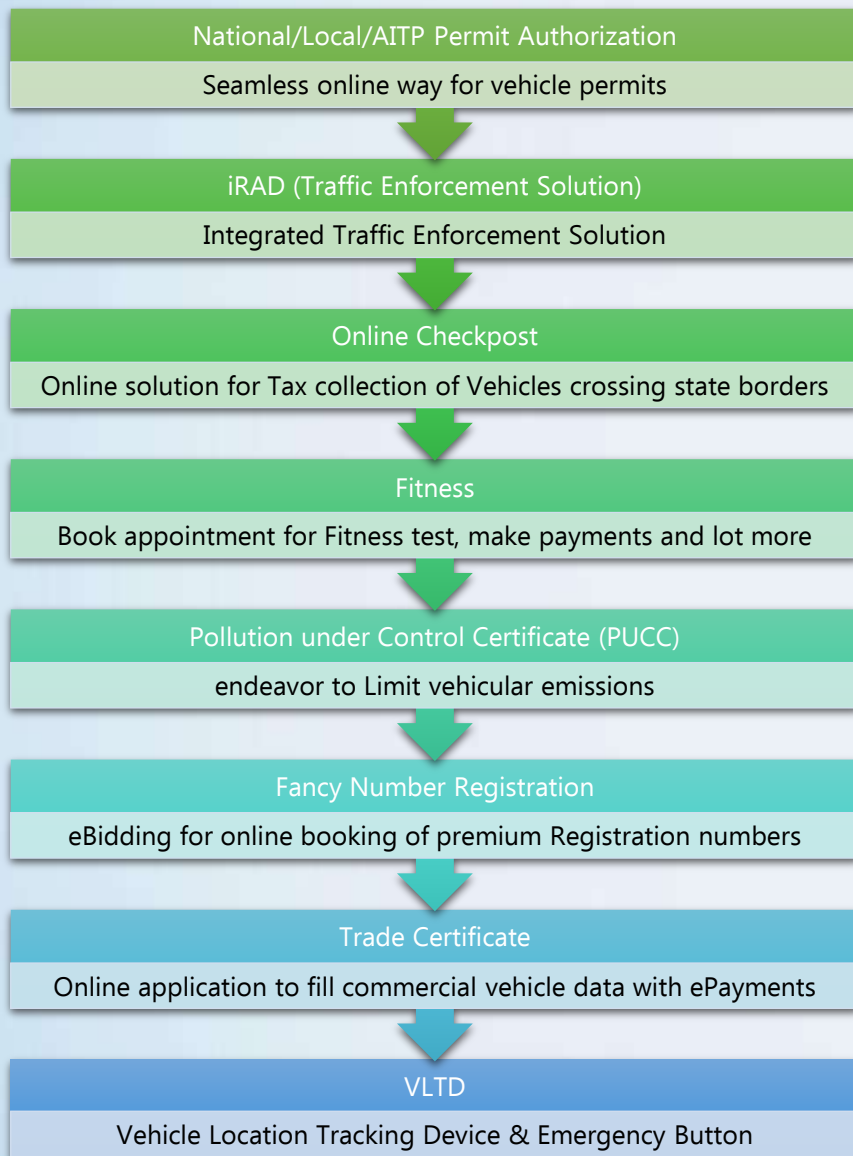 National/Local/AITP Permit Authorization
Seamless online way for vehicle permits
iRAD (Traffic Enforcement Solution)
Integrated Traffic Enforcement Solution
Online Checkpost
Online solution for Tax collection of Vehicles crossing state borders
Fitness
Book appointment for Fitness test, make payments and lot more
Pollution under Control Certificate (PUCC)
endeavor to Limit vehicular emissions
Fancy Number Registration
eBidding for online booking of premium Registration numbers
Trade Certificate
Online application to fill commercial vehicle data with ePayments
VLTD
Vehicle Location Tracking Device & Emergency Button